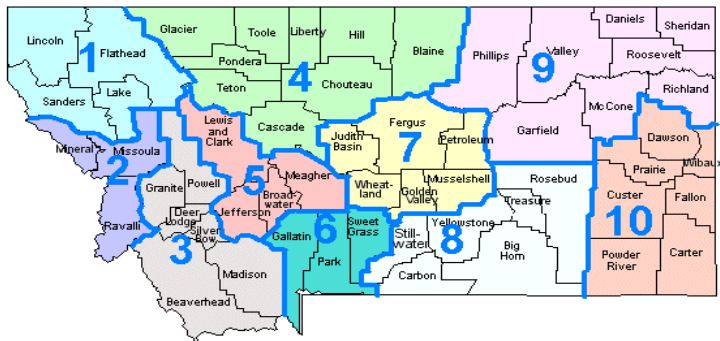 Lincoln
Flathead
1
Sanders
Lake
Glacier
Toole
Liberty
Hill
Blaine
Pondera
Teton
4
Chouteau
Cascade
Phillips
Valley
Daniels
Sheridan
Roosevelt
9
Richland
McCone
Garfield
Mineral
Missoula
2
Ravalli
Lewis
and
Clark
5
Meagher
Broad-
water
Jefferson
Powell
Granite
Deer
Lodge
Silver
Bow
3
Madison
Beaverhead
Judith
Basin
Fergus
Petroleum
7
Wheat-
land
Golden
Valley
Musselshell
Gallatin
6
Sweet
Grass
Park
Still-
water
Yellowstone
8
Carbon
Big
Horn
Treasure
Rosebud
Dawson
Prairie
Wibaux
Custer
Fallon
10
Powder
River
Carter